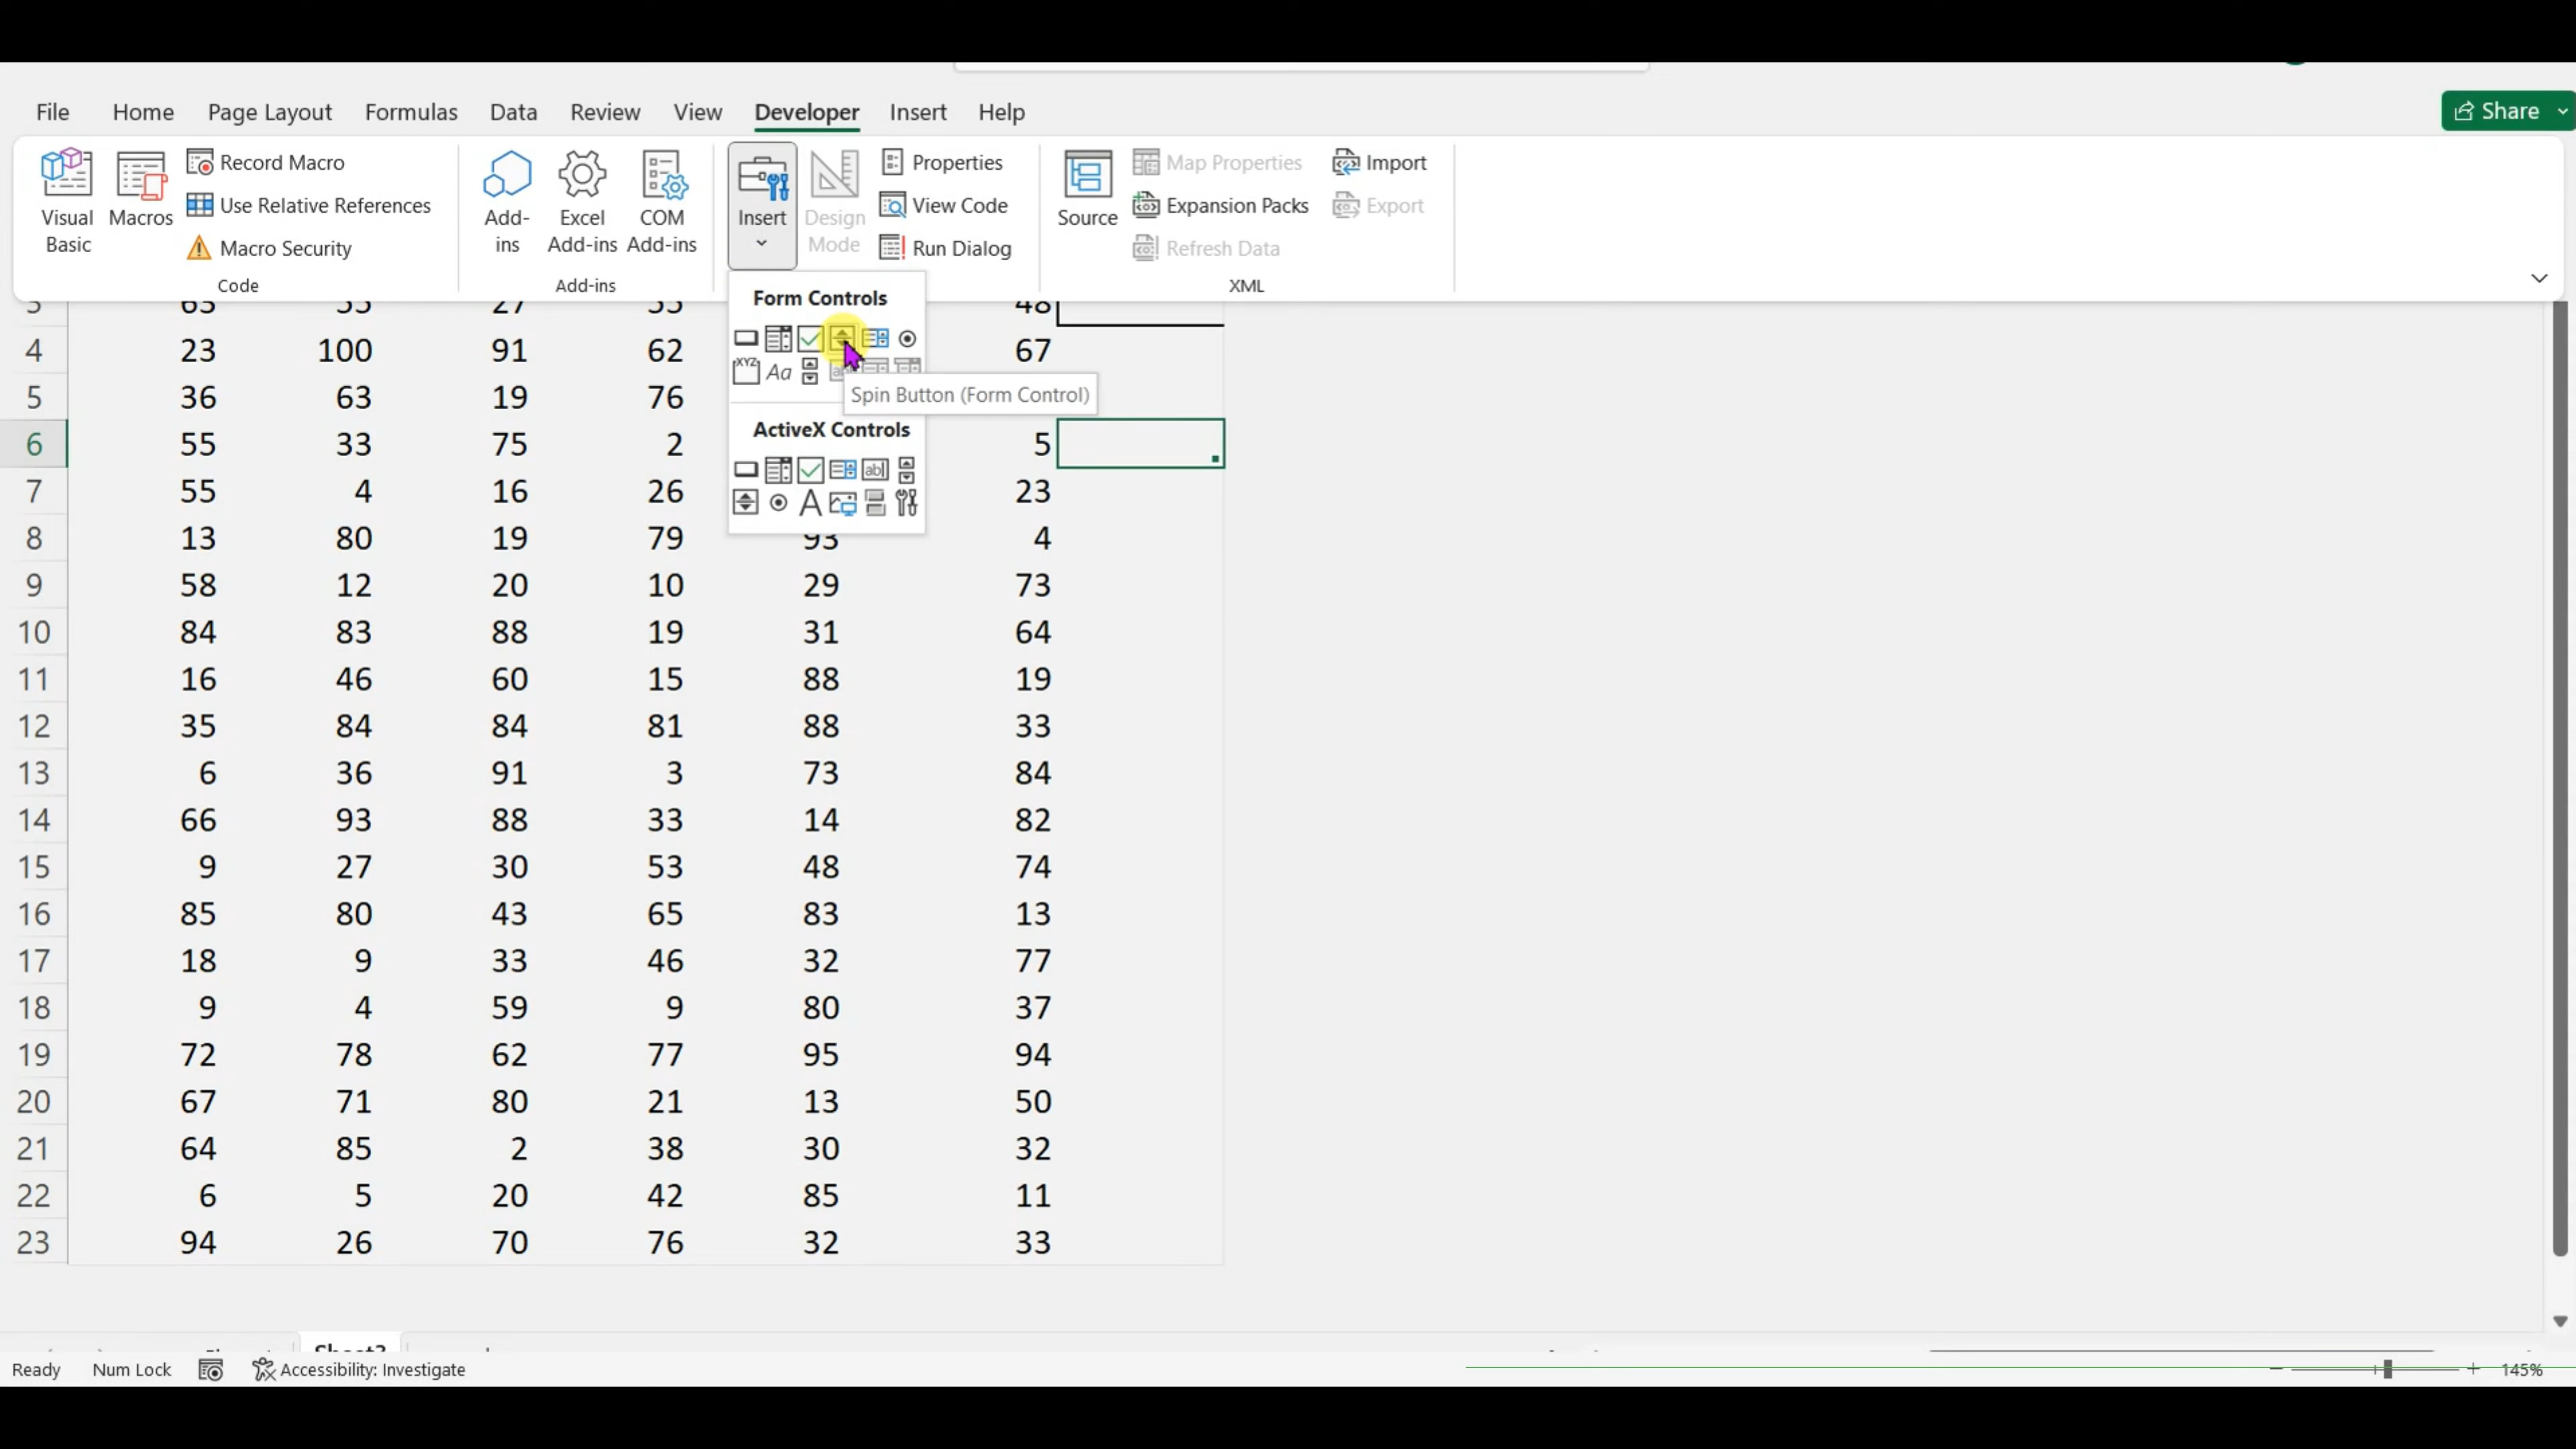 File Home Page Layout Formulas Data Review View Developer Insert Help Share
Visual Basic Macros Record Macro Use Relative References Macro Security Code
Add-ins Excel Add-ins COM Add-ins Add-ins
Insert Design Mode Properties View Code Run Dialog
Source Map Properties Expansion Packs Refresh Data Import Export XML
Form Controls
XYZ Aa
Spin Button (Form Control)
ActiveX Controls
ab
A
48
4 23 100 91 62 67
5 36 63 19 76
6 55 33 75 2 5
7 55 4 16 26 23
8 13 80 19 79 93 4
9 58 12 20 10 29 73
10 84 83 88 19 31 64
11 16 46 60 15 88 19
12 35 84 84 81 88 33
13 6 36 91 3 73 84
14 66 93 88 33 14 82
15 9 27 30 53 48 74
16 85 80 43 65 83 13
17 18 9 33 46 32 77
18 9 4 59 9 80 37
19 72 78 62 77 95 94
20 67 71 80 21 13 50
21 64 85 2 38 30 32
22 6 5 20 42 85 11
23 94 26 70 76 32 33
Ready Num Lock Accessibility: Investigate 145%